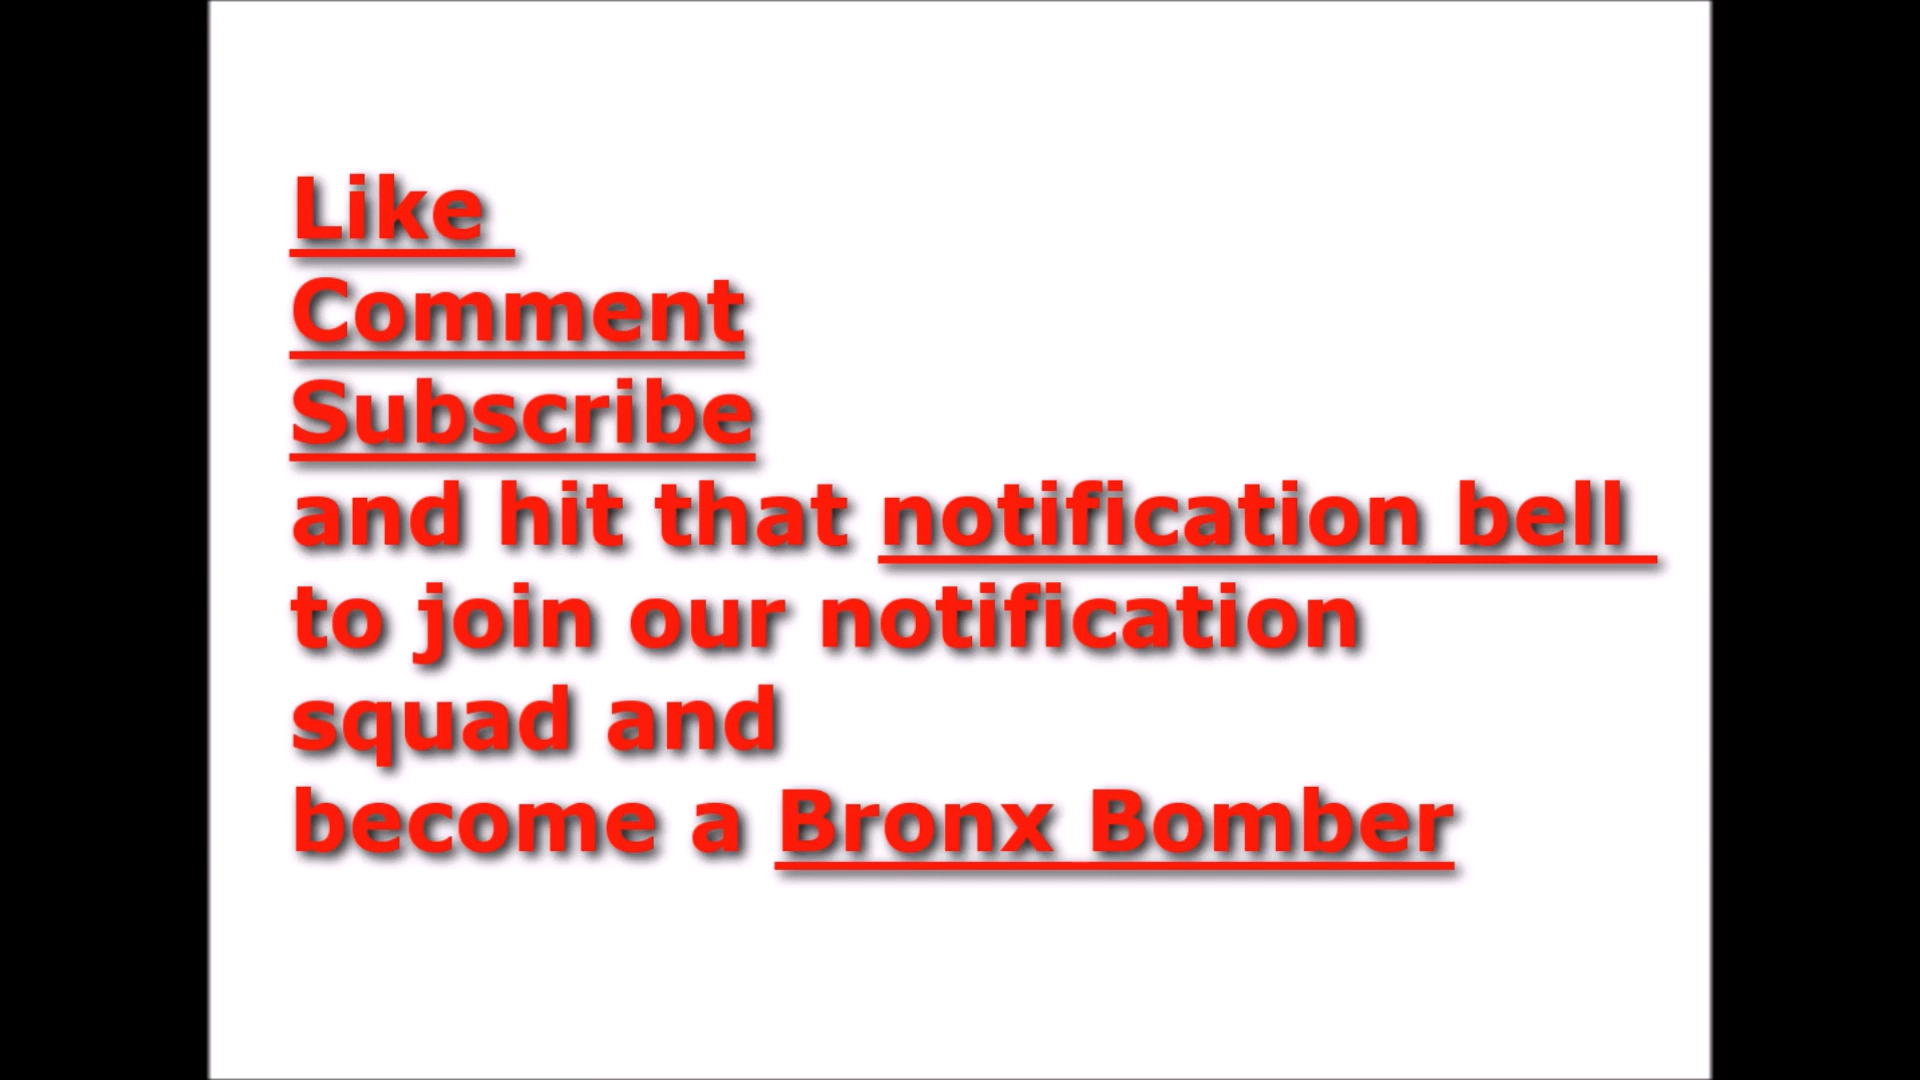 Like
Comment
Subscribe
and hit that notification bell
to join our notification
squad and
become a Bronx Bomber